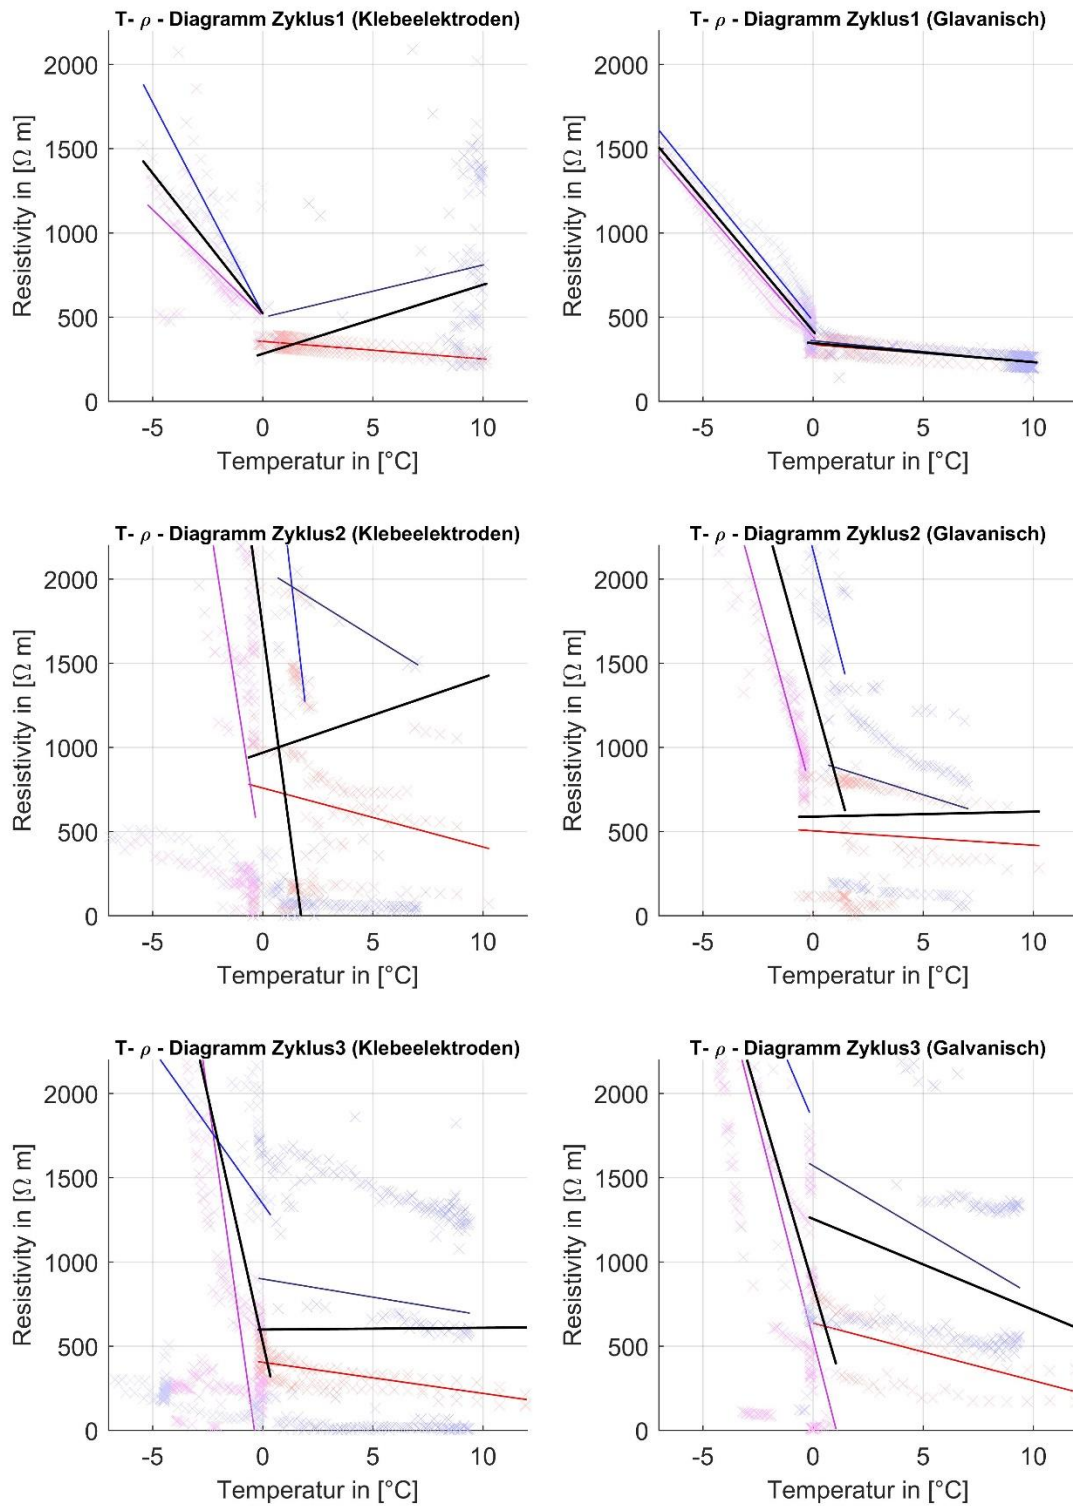 T- ρ - Diagramm Zyklus1 (Klebeelektroden)
2000
1500
1000
500
0
-5 0 5 10
Resistivity in [Ω m]
Temperatur in [°C]
T- ρ - Diagramm Zyklus1 (Glavanisch)
2000
1500
1000
500
0
-5 0 5 10
Resistivity in [Ω m]
Temperatur in [°C]
T- ρ - Diagramm Zyklus2 (Klebeelektroden)
2000
1500
1000
500
0
-5 0 5 10
Resistivity in [Ω m]
Temperatur in [°C]
T- ρ - Diagramm Zyklus2 (Glavanisch)
2000
1500
1000
500
0
-5 0 5 10
Resistivity in [Ω m]
Temperatur in [°C]
T- ρ - Diagramm Zyklus3 (Klebeelektroden)
2000
1500
1000
500
0
-5 0 5 10
Resistivity in [Ω m]
Temperatur in [°C]
T- ρ - Diagramm Zyklus3 (Galvanisch)
2000
1500
1000
500
0
-5 0 5 10
Resistivity in [Ω m]
Temperatur in [°C]